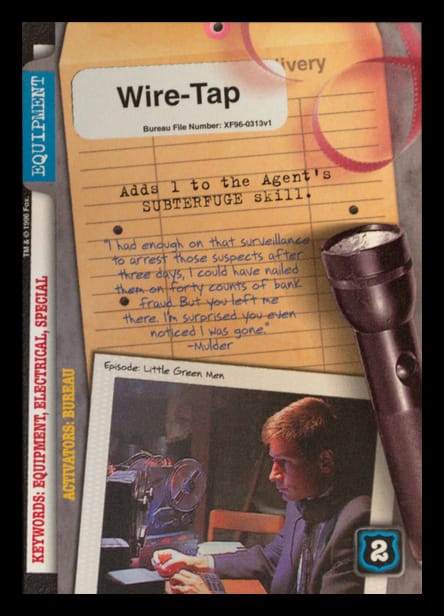 livery
Wire-Tap
Bureau File Number: XF96-0313v1
Adds 1 to the Agent's
SUBTERFUGE skill.
"I had enough on that surveillance
to arrest those suspects after
three days, I could have nailed
them on forty counts of bank
fraud. But you left me
there. I'm surprised you even
noticed I was gone."
-Mulder
Episode: Little Green Men
2
EQUIPMENT
TM & © 1996 Fox.
KEYWORDS: EQUIPMENT, ELECTRICAL, SPECIAL
ACTIVATORS: BUREAU